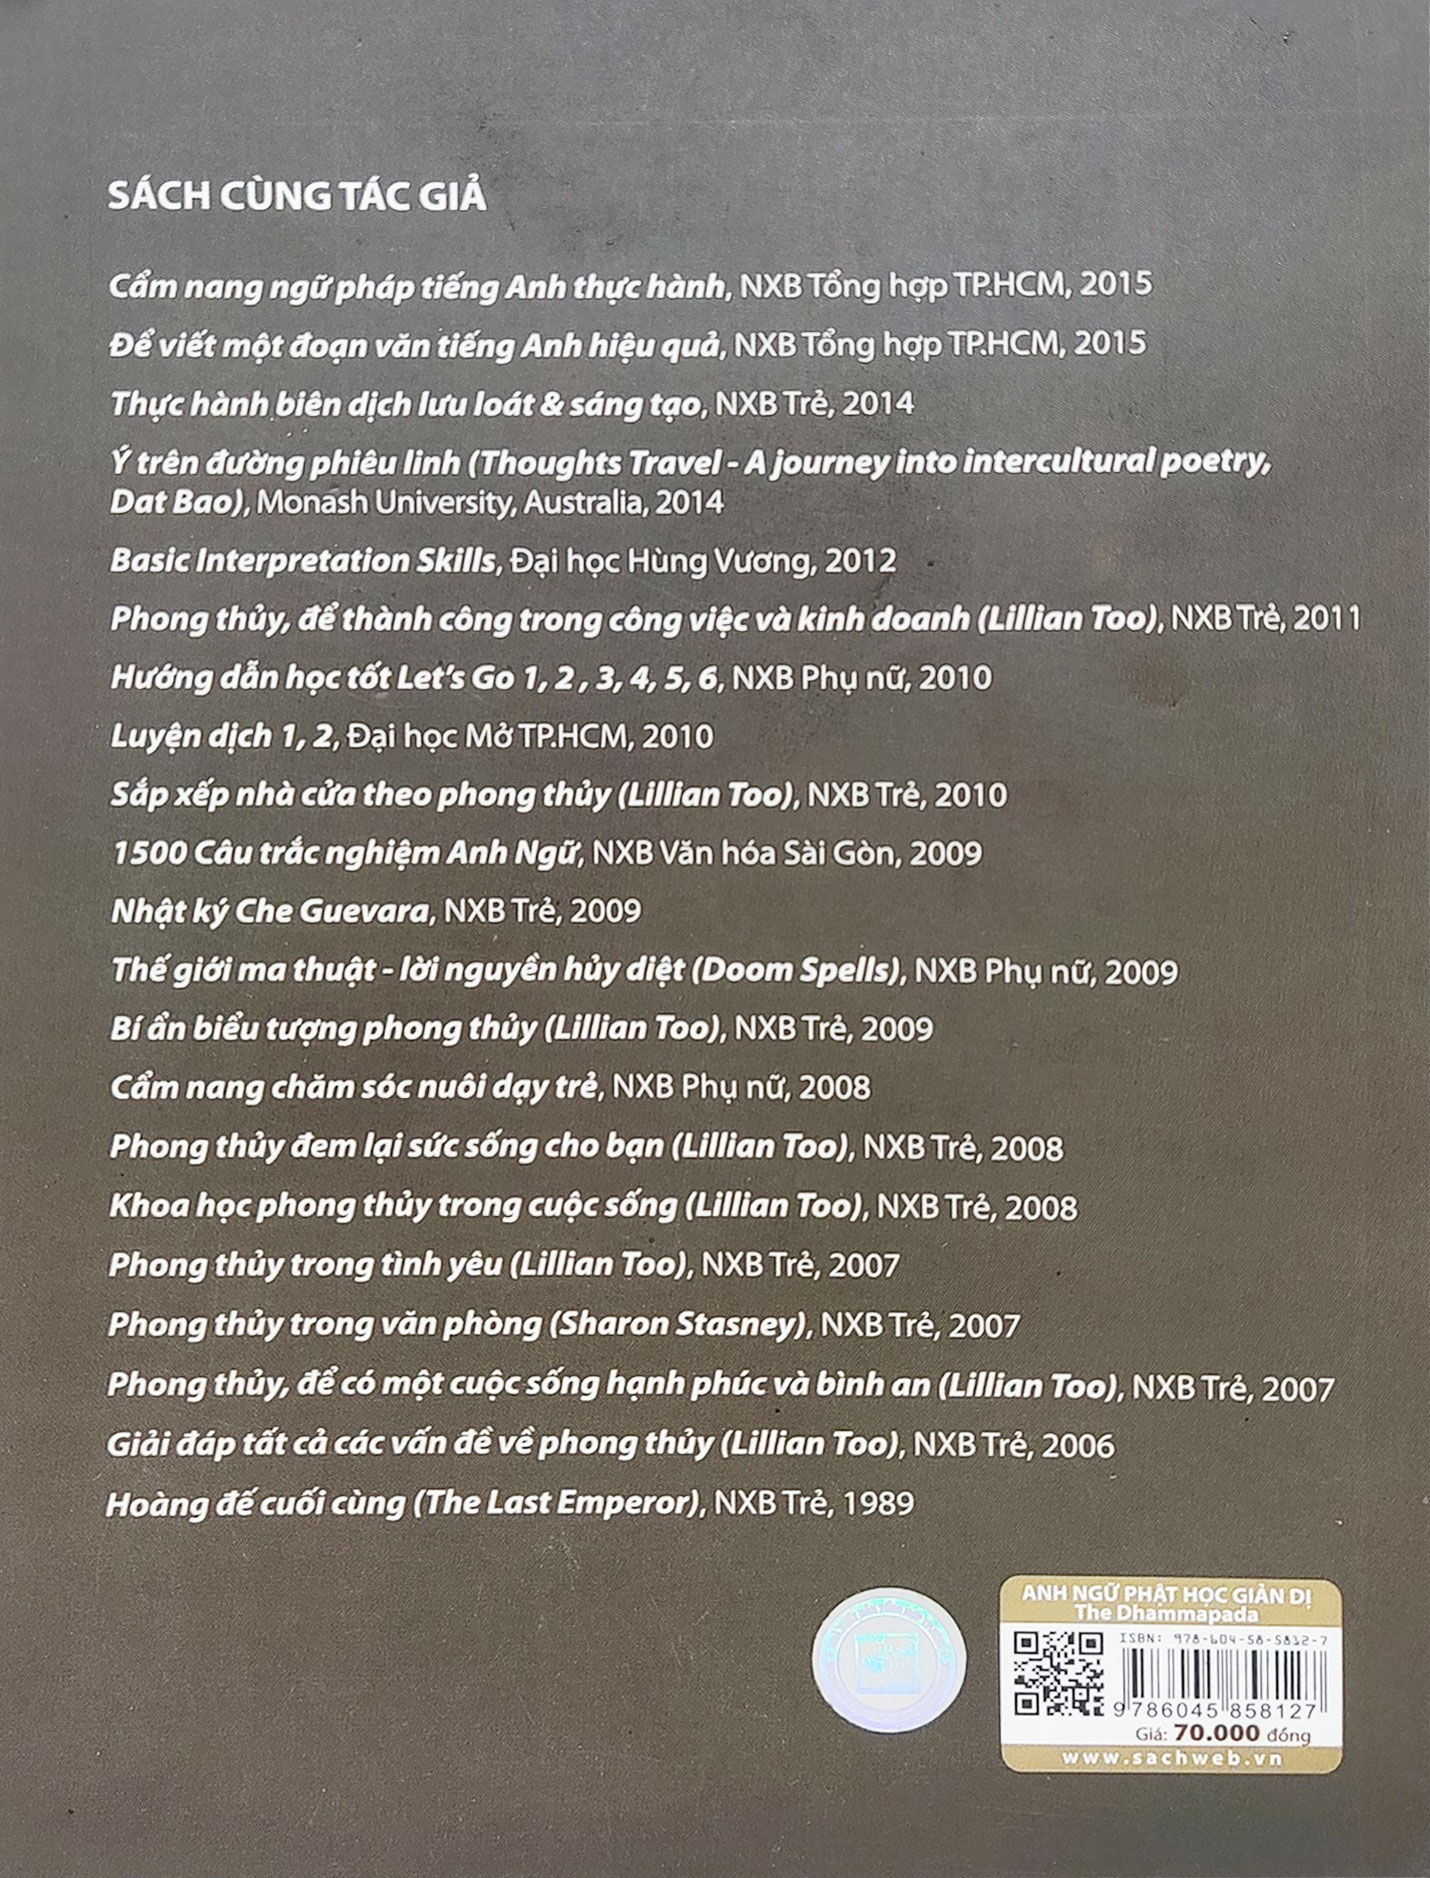 SÁCH CÙNG TÁC GIẢ
Cẩm nang ngữ pháp tiếng Anh thực hành, NXB Tổng hợp TP.HCM, 2015
Để viết một đoạn văn tiếng Anh hiệu quả, NXB Tổng hợp TP.HCM, 2015
Thực hành biên dịch lưu loát & sáng tạo, NXB Trẻ, 2014
Ý trên đường phiêu linh (Thoughts Travel - A journey into intercultural poetry,
Dat Bao), Monash University, Australia, 2014
Basic Interpretation Skills, Đại học Hùng Vương, 2012
Phong thủy, để thành công trong công việc và kinh doanh (Lillian Too), NXB Trẻ, 2011
Hướng dẫn học tốt Let's Go 1, 2 , 3, 4, 5, 6, NXB Phụ nữ, 2010
Luyện dịch 1, 2, Đại học Mở TP.HCM, 2010
Sắp xếp nhà cửa theo phong thủy (Lillian Too), NXB Trẻ, 2010
1500 Câu trắc nghiệm Anh Ngữ, NXB Văn hóa Sài Gòn, 2009
Nhật ký Che Guevara, NXB Trẻ, 2009
Thế giới ma thuật - lời nguyền hủy diệt (Doom Spells), NXB Phụ nữ, 2009
Bí ẩn biểu tượng phong thủy (Lillian Too), NXB Trẻ, 2009
Cẩm nang chăm sóc nuôi dạy trẻ, NXB Phụ nữ, 2008
Phong thủy đem lại sức sống cho bạn (Lillian Too), NXB Trẻ, 2008
Khoa học phong thủy trong cuộc sống (Lillian Too), NXB Trẻ, 2008
Phong thủy trong tình yêu (Lillian Too), NXB Trẻ, 2007
Phong thủy trong văn phòng (Sharon Stasney), NXB Trẻ, 2007
Phong thủy, để có một cuộc sống hạnh phúc và bình an (Lillian Too), NXB Trẻ, 2007
Giải đáp tất cả các vấn đề về phong thủy (Lillian Too), NXB Trẻ, 2006
Hoàng đế cuối cùng (The Last Emperor), NXB Trẻ, 1989
ANH NGỮ PHẬT HỌC GIẢN DỊ
The Dhammapada
ISBN: 978-604-58-5812-7
9 786045 858127
Giá: 70.000 đồng
www.sachweb.vn